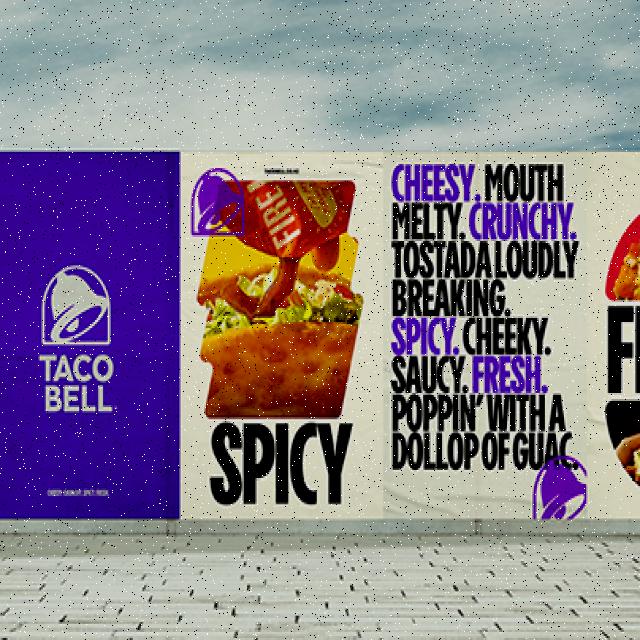 TACO
BELL
FIRE
SPICY
CHEESY. MOUTH
MELTY. CRUNCHY.
TOSTADA LOUDLY
BREAKING.
SPICY. CHEEKY.
SAUCY. FRESH.
POPPIN' WITH A
DOLLOP OF GUAC.